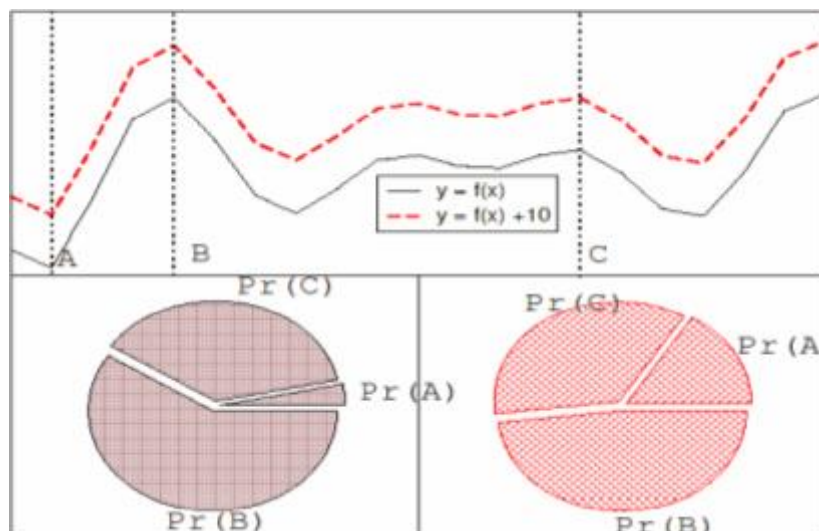 y = f(x)
y = f(x) +10
A
B
C
Pr(C)
Pr(A)
Pr(B)
Pr(C)
Pr(A
Pr(B)